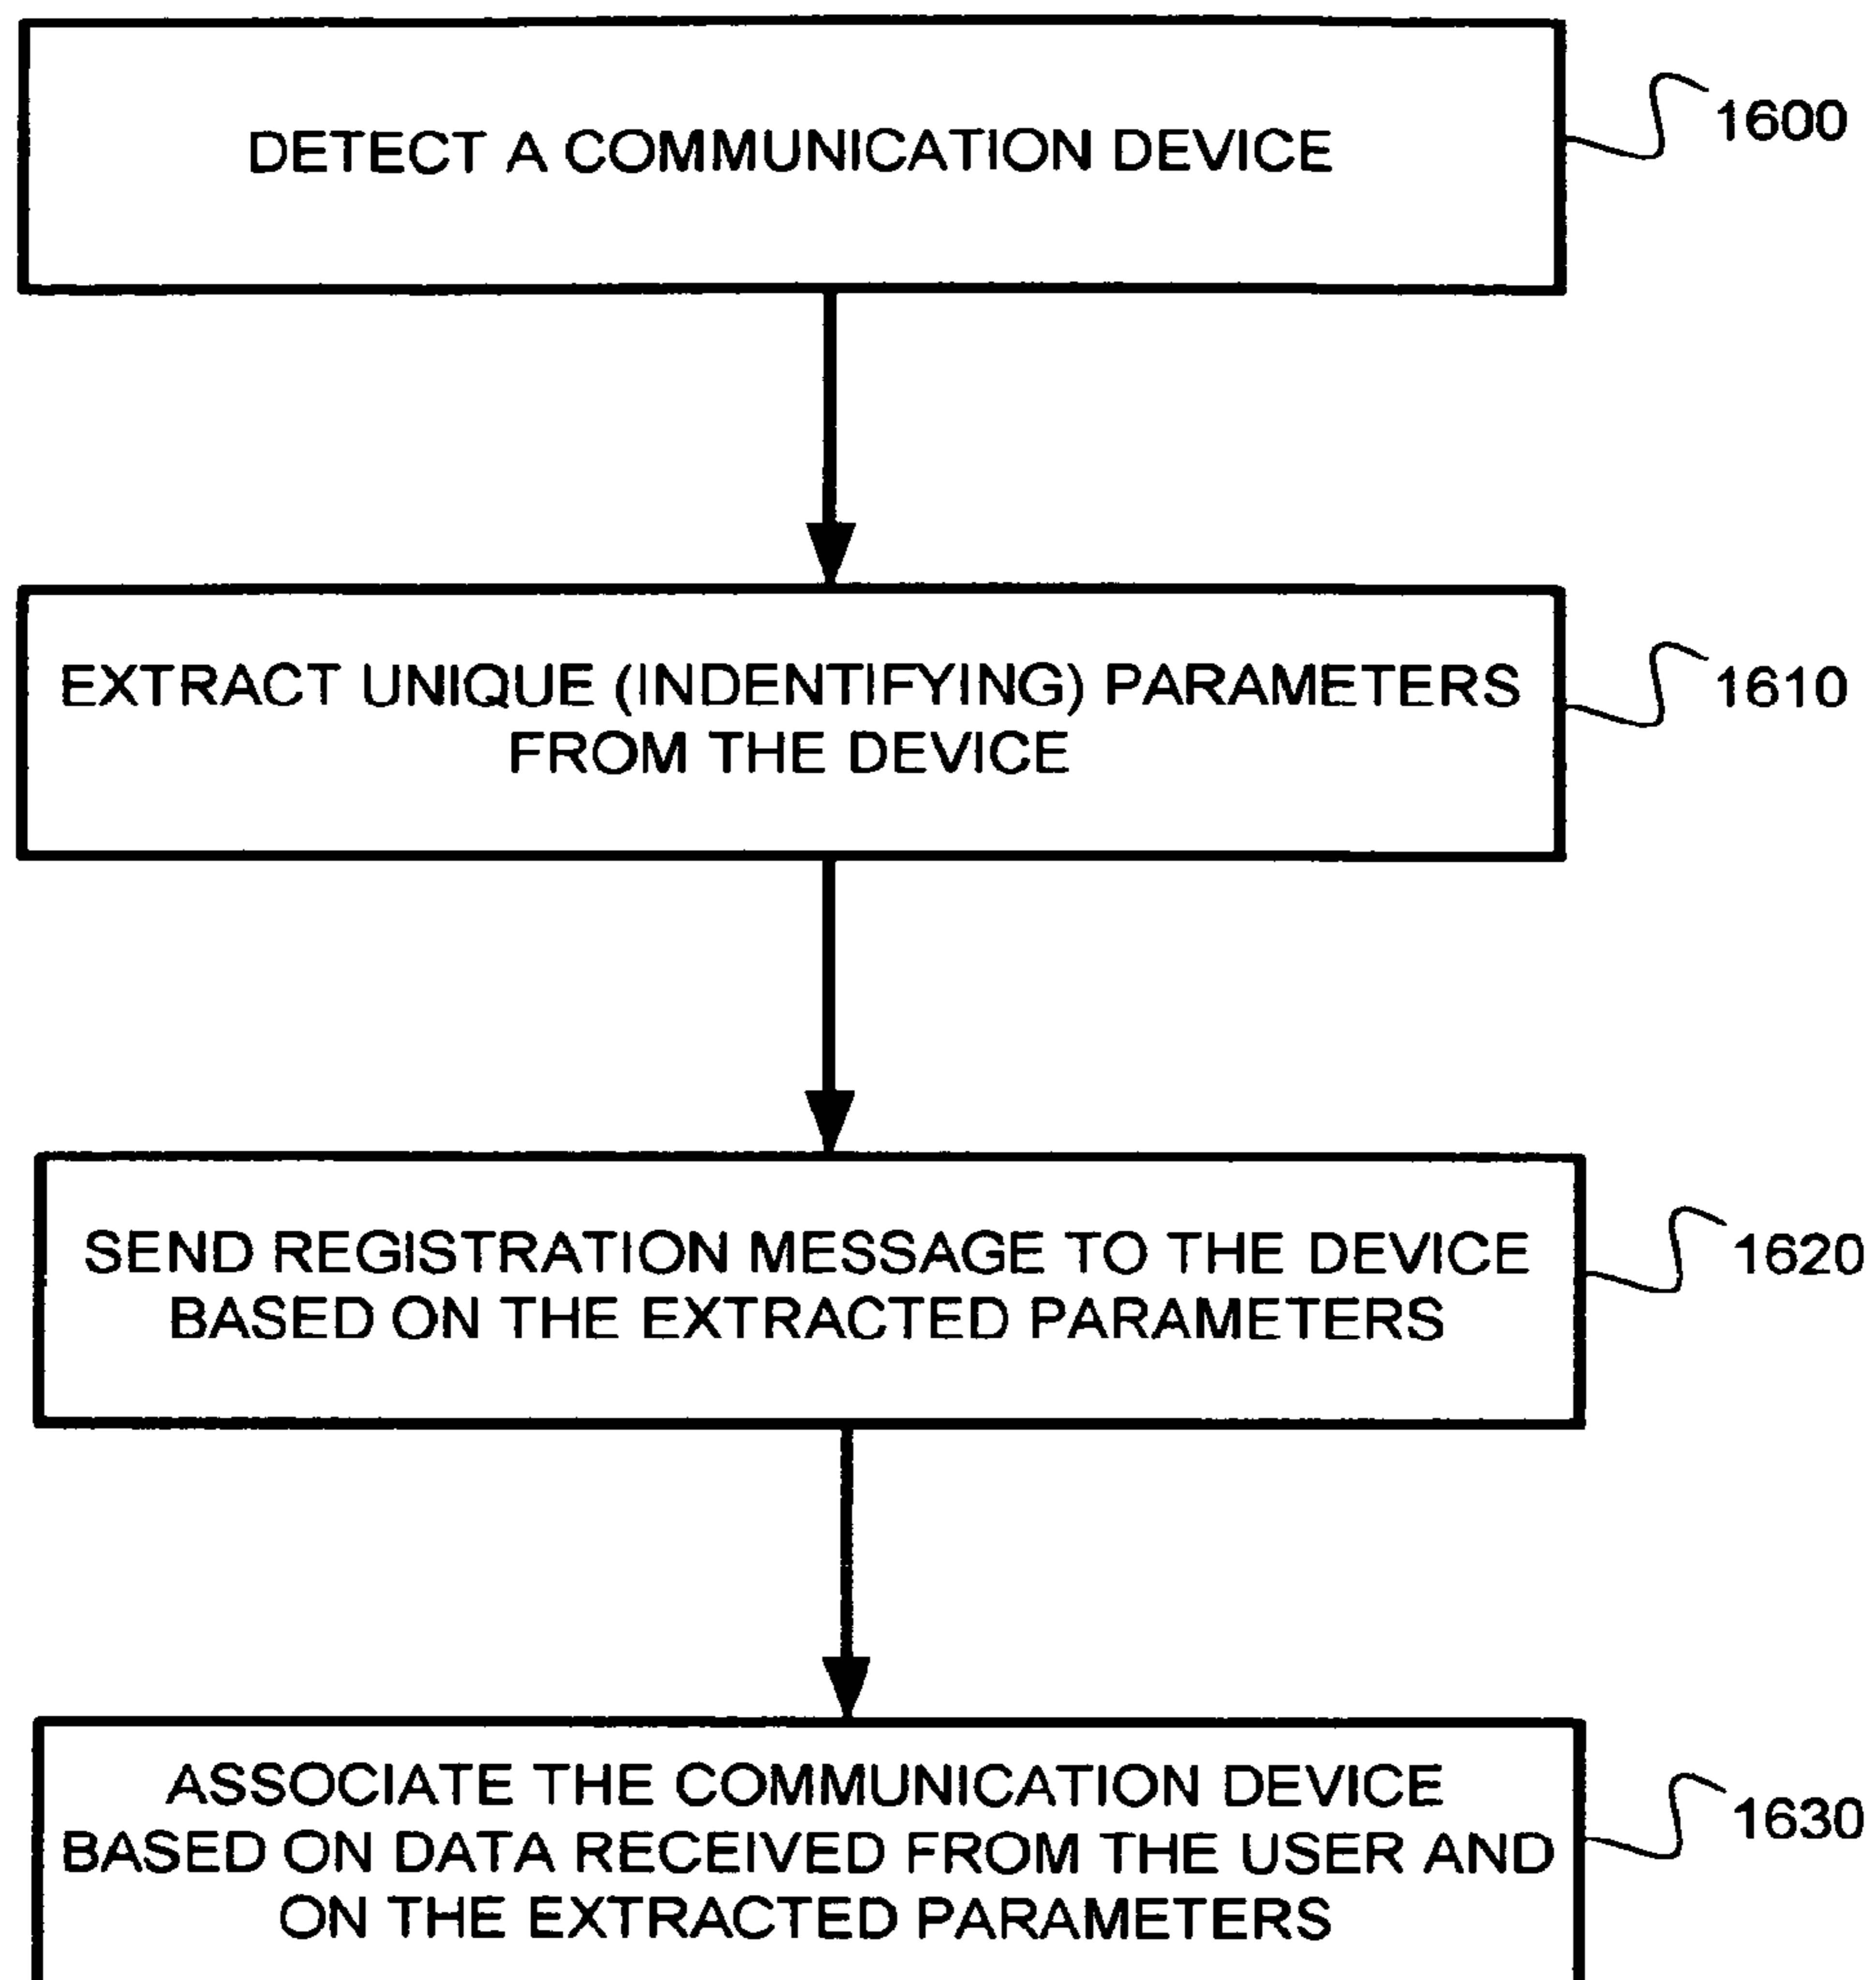 DETECT A COMMUNICATION DEVICE
1600
EXTRACT UNIQUE (INDENTIFYING) PARAMETERS
FROM THE DEVICE
1610
SEND REGISTRATION MESSAGE TO THE DEVICE
BASED ON THE EXTRACTED PARAMETERS
1620
ASSOCIATE THE COMMUNICATION DEVICE
BASED ON DATA RECEIVED FROM THE USER AND
ON THE EXTRACTED PARAMETERS
1630